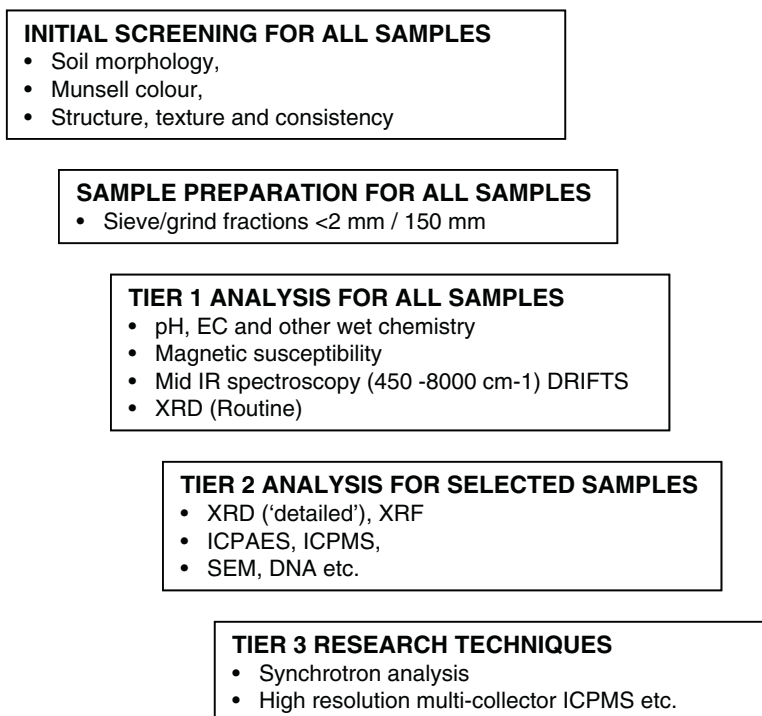 INITIAL SCREENING FOR ALL SAMPLES
• Soil morphology,
• Munsell colour,
• Structure, texture and consistency
SAMPLE PREPARATION FOR ALL SAMPLES
• Sieve/grind fractions <2 mm / 150 mm
TIER 1 ANALYSIS FOR ALL SAMPLES
• pH, EC and other wet chemistry
• Magnetic susceptibility
• Mid IR spectroscopy (450 -8000 cm-1) DRIFTS
• XRD (Routine)
TIER 2 ANALYSIS FOR SELECTED SAMPLES
• XRD (‘detailed’), XRF
• ICPAES, ICPMS,
• SEM, DNA etc.
TIER 3 RESEARCH TECHNIQUES
• Synchrotron analysis
• High resolution multi-collector ICPMS etc.